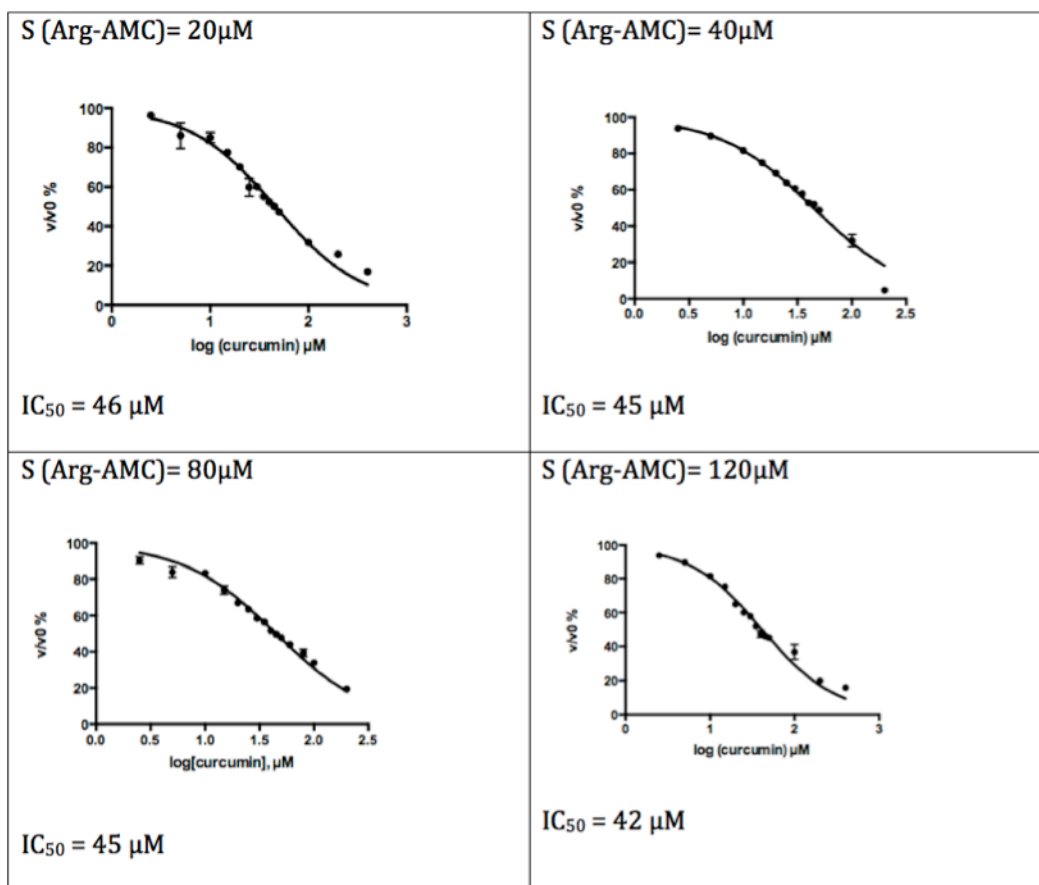 S (Arg-AMC)= 20µM
100
80
60
40
20
0
v/v0 %
0 1 2 3
log (curcumin) µM
IC₅₀ = 46 µM
S (Arg-AMC)= 40µM
100
80
60
40
20
0
v/v0 %
0.0 0.5 1.0 1.5 2.0 2.5
log (curcumin) µM
IC₅₀ = 45 µM
S (Arg-AMC)= 80µM
100
80
60
40
20
0
v/v0 %
0.0 0.5 1.0 1.5 2.0 2.5
log[curcumin], µM
IC₅₀ = 45 µM
S (Arg-AMC)= 120µM
100
80
60
40
20
0
v/v0 %
0 1 2 3
log (curcumin) µM
IC₅₀ = 42 µM